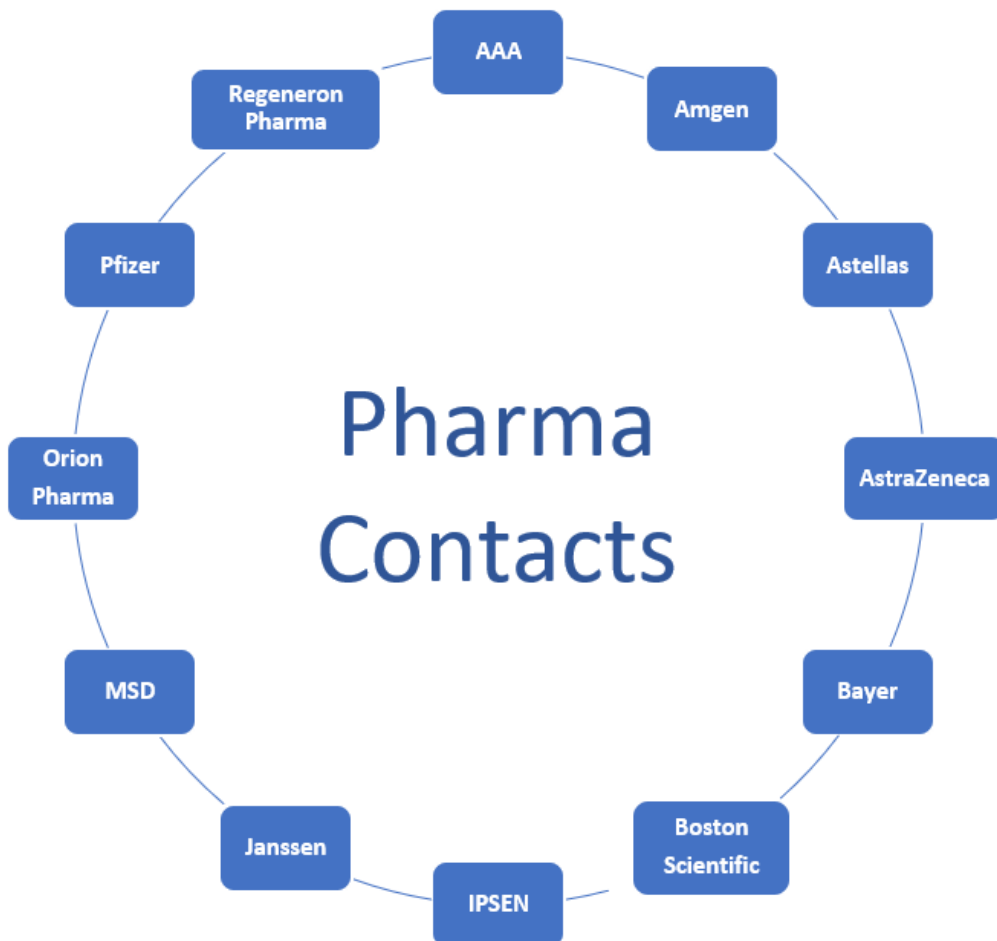 AAA
Amgen
Astellas
AstraZeneca
Bayer
Boston
Scientific
IPSEN
Janssen
MSD
Orion
Pharma
Pfizer
Regeneron
Pharma
Pharma
Contacts